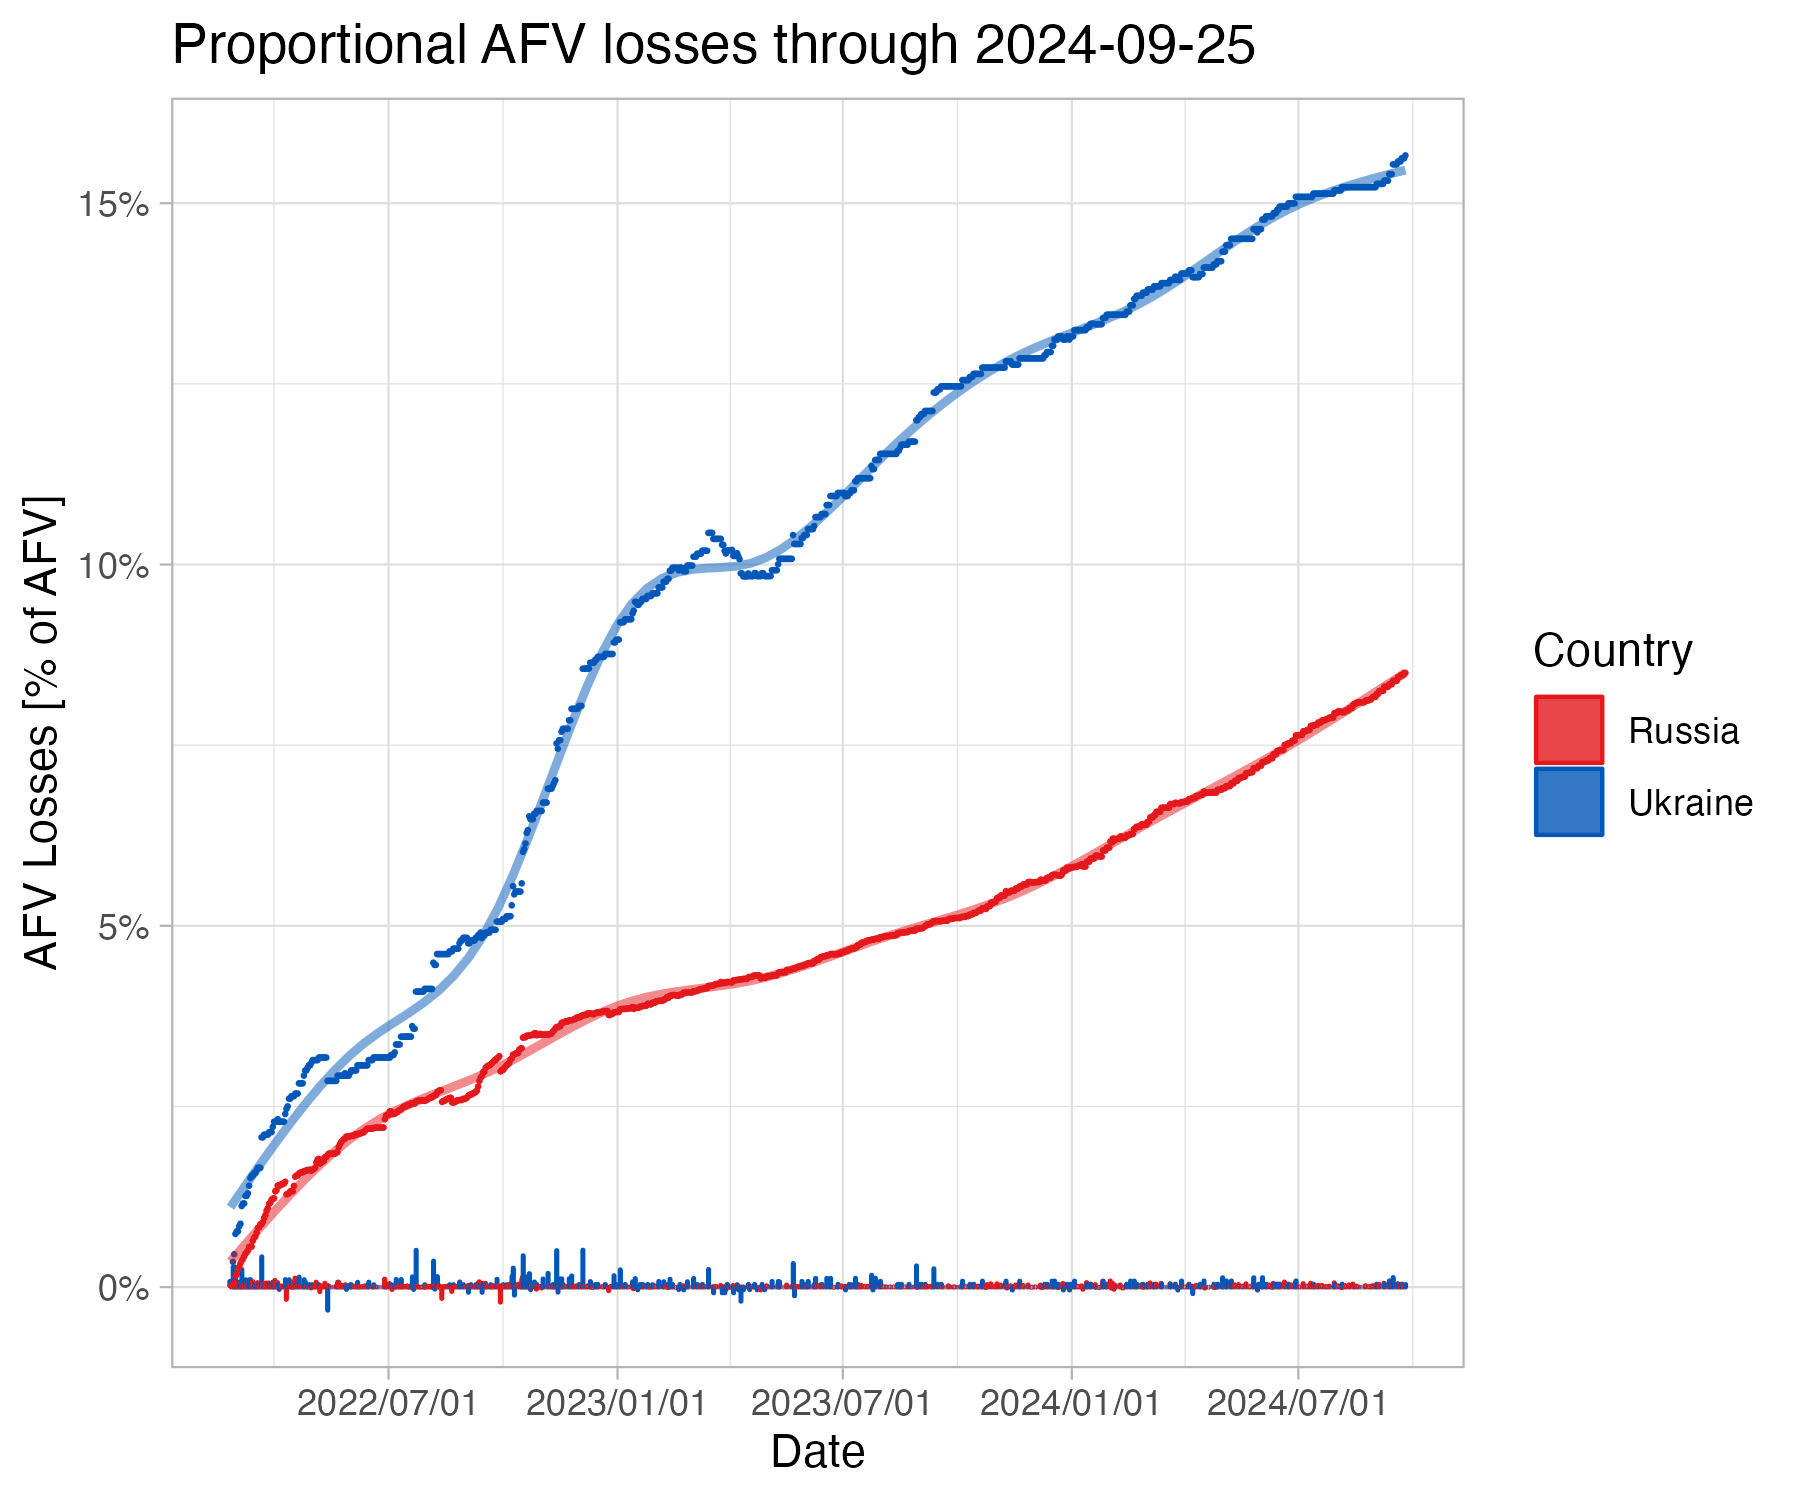 Proportional AFV losses through 2024-09-25
AFV Losses [% of AFV]
15%
10%
5%
0%
2022/07/01
2023/01/01
2023/07/01
2024/01/01
2024/07/01
Date
Country
Russia
Ukraine